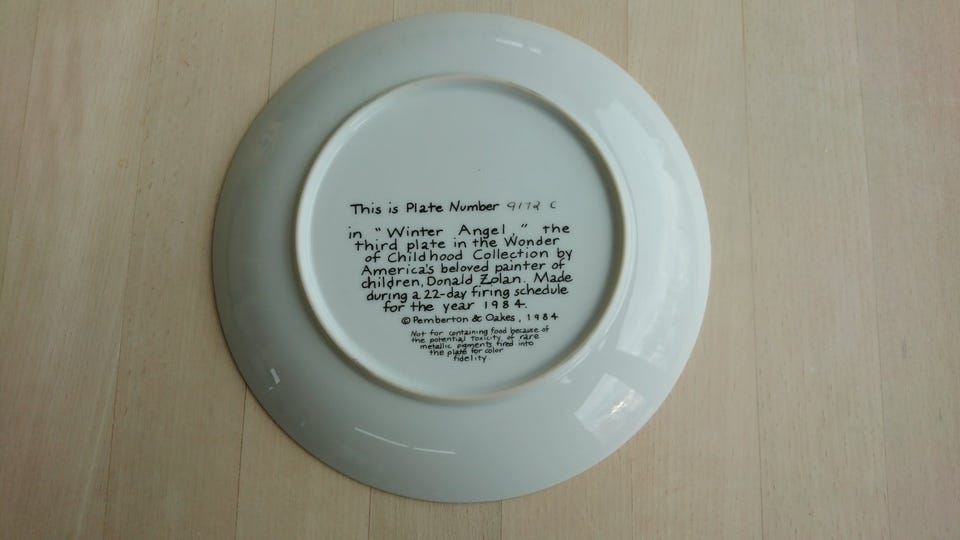 This is Plate Number 9172 C
in "Winter Angel," the
third plate in the Wonder
of Childhood Collection by
America's beloved painter of
children, Donald Zolan. Made
during a 22-day firing schedule
for the year 1984.
© Pemberton & Oakes, 1984
Not for containing food because of
the potential toxicity of rare
metallic pigments fired into
the plate for color
fidelity.